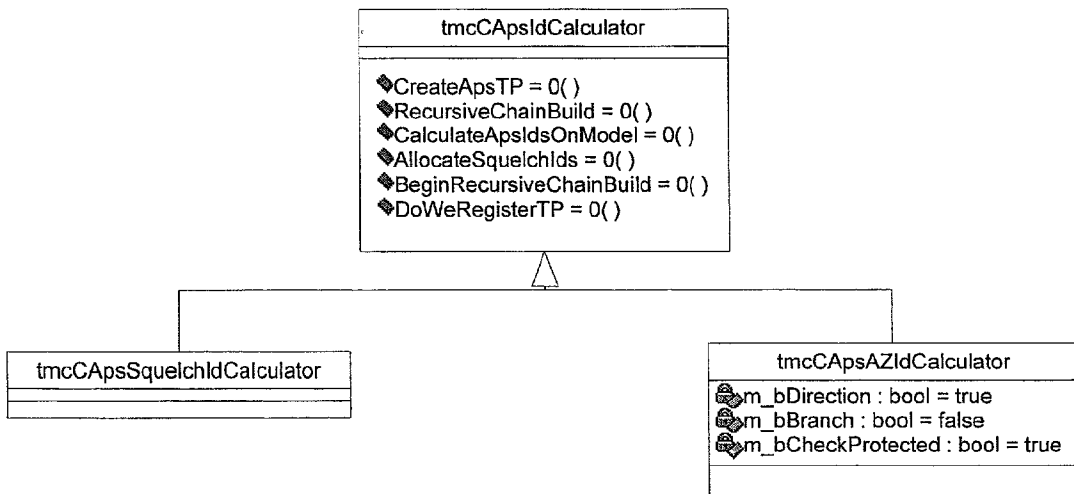 tmcCApsIdCalculator
CreateApsTP = 0( )
RecursiveChainBuild = 0( )
CalculateApsIdsOnModel = 0( )
AllocateSquelchIds = 0( )
BeginRecursiveChainBuild = 0( )
DoWeRegisterTP = 0( )
tmcCApsSquelchIdCalculator
tmcCApsAZIdCalculator
m_bDirection : bool = true
m_bBranch : bool = false
m_bCheckProtected : bool = true